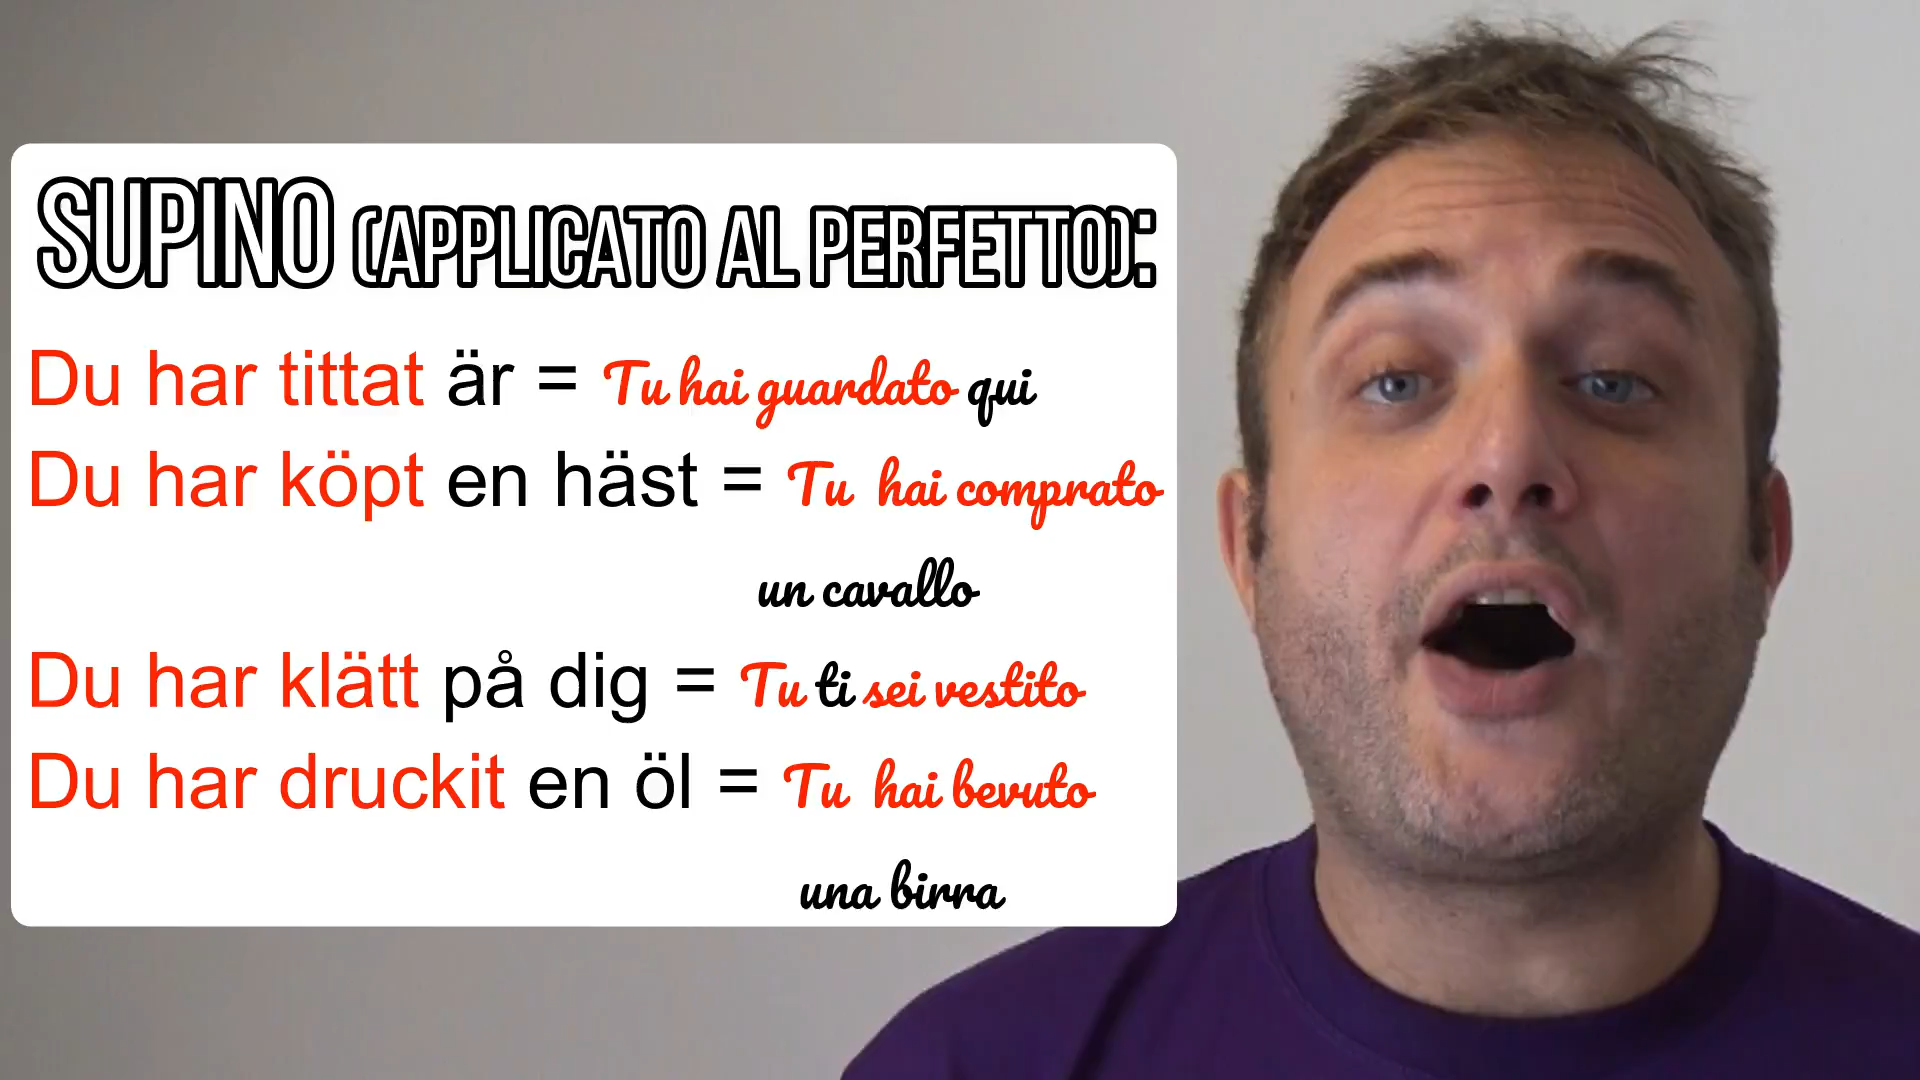 SUPINO (APPLICATO AL PERFETTO):
Du har tittat är = Tu hai guardato qui
Du har köpt en häst = Tu hai comprato
un cavallo
Du har klätt på dig = Tu ti sei vestito
Du har druckit en öl = Tu hai bevuto
una birra